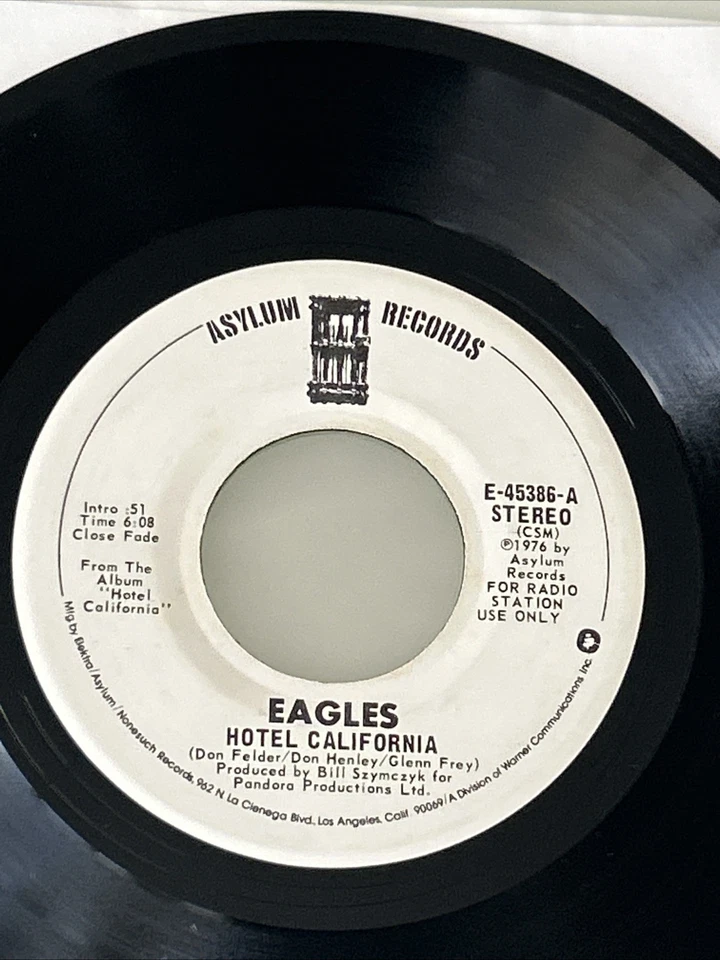 ASYLUM RECORDS
Intro :51
Time 6:08
Close Fade
From The
Album
"Hotel
California"
E-45386-A
STEREO
(CSM)
℗1976 by
Asylum
Records
FOR RADIO
STATION
USE ONLY
EAGLES
HOTEL CALIFORNIA
(Don Felder/Don Henley/Glenn Frey)
Produced by Bill Szymczyk for
Pandora Productions Ltd.
Mfg by Elektra/Asylum/Nonesuch Records, 962 N. La Cienega Blvd., Los Angeles, Calif. 90069/A Division of Warner Communications Inc.